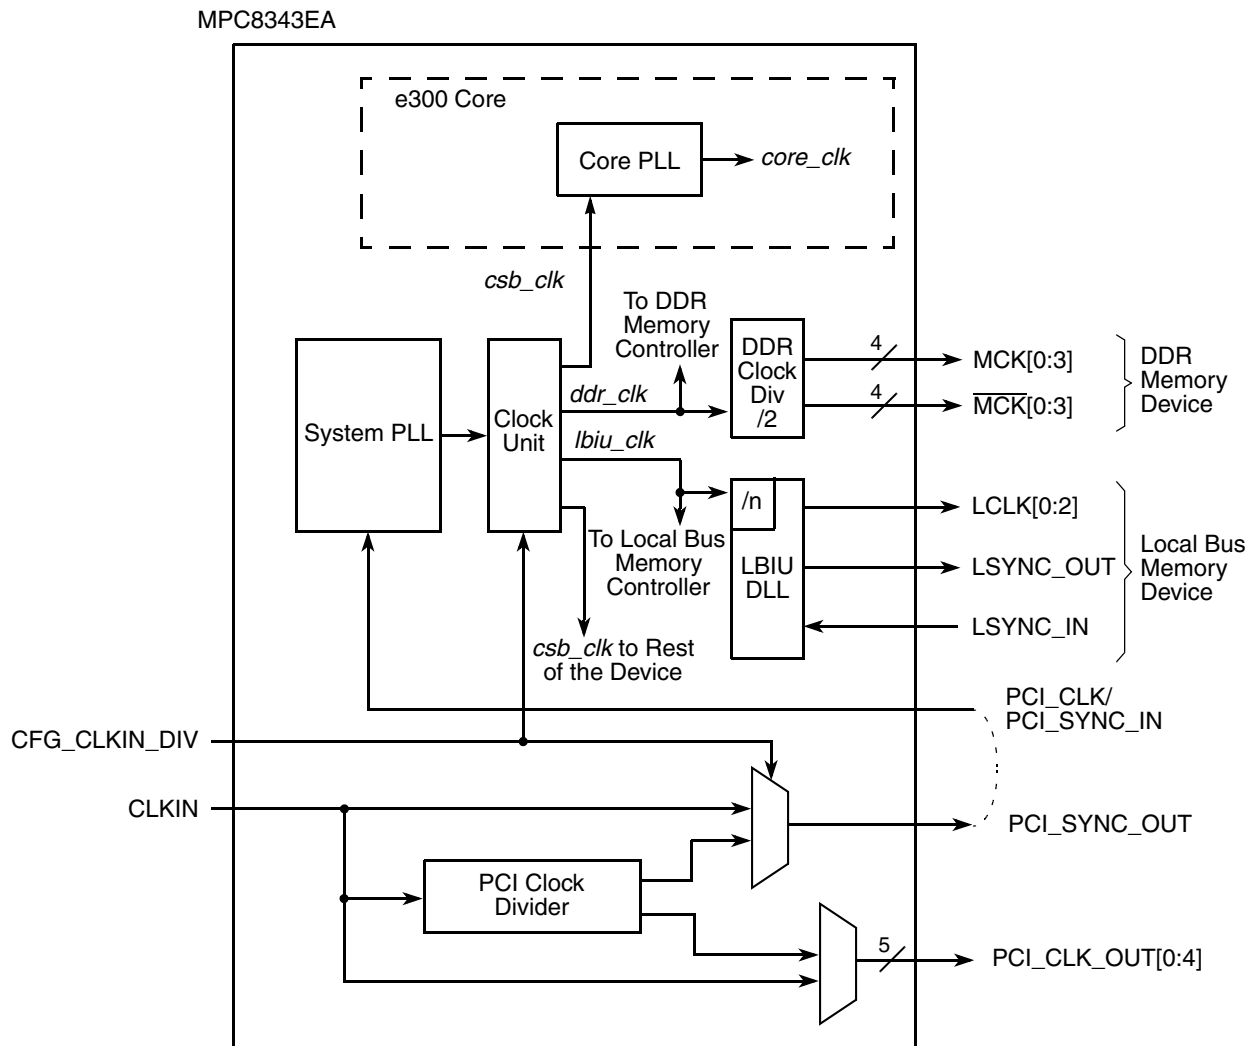 MPC8343EA
e300 Core
Core PLL
core_clk
csb_clk
To DDR
Memory
Controller
DDR
Clock
Div
/2
4
MCK[0:3]
4
M̅C̅K̅[0:3]
DDR
Memory
Device
System PLL
Clock
Unit
ddr_clk
lbiu_clk
/n
LBIU
DLL
To Local Bus
Memory
Controller
LCLK[0:2]
LSYNC_OUT
LSYNC_IN
Local Bus
Memory
Device
csb_clk to Rest
of the Device
PCI_CLK/
PCI_SYNC_IN
CFG_CLKIN_DIV
CLKIN
PCI_SYNC_OUT
PCI Clock
Divider
5
PCI_CLK_OUT[0:4]